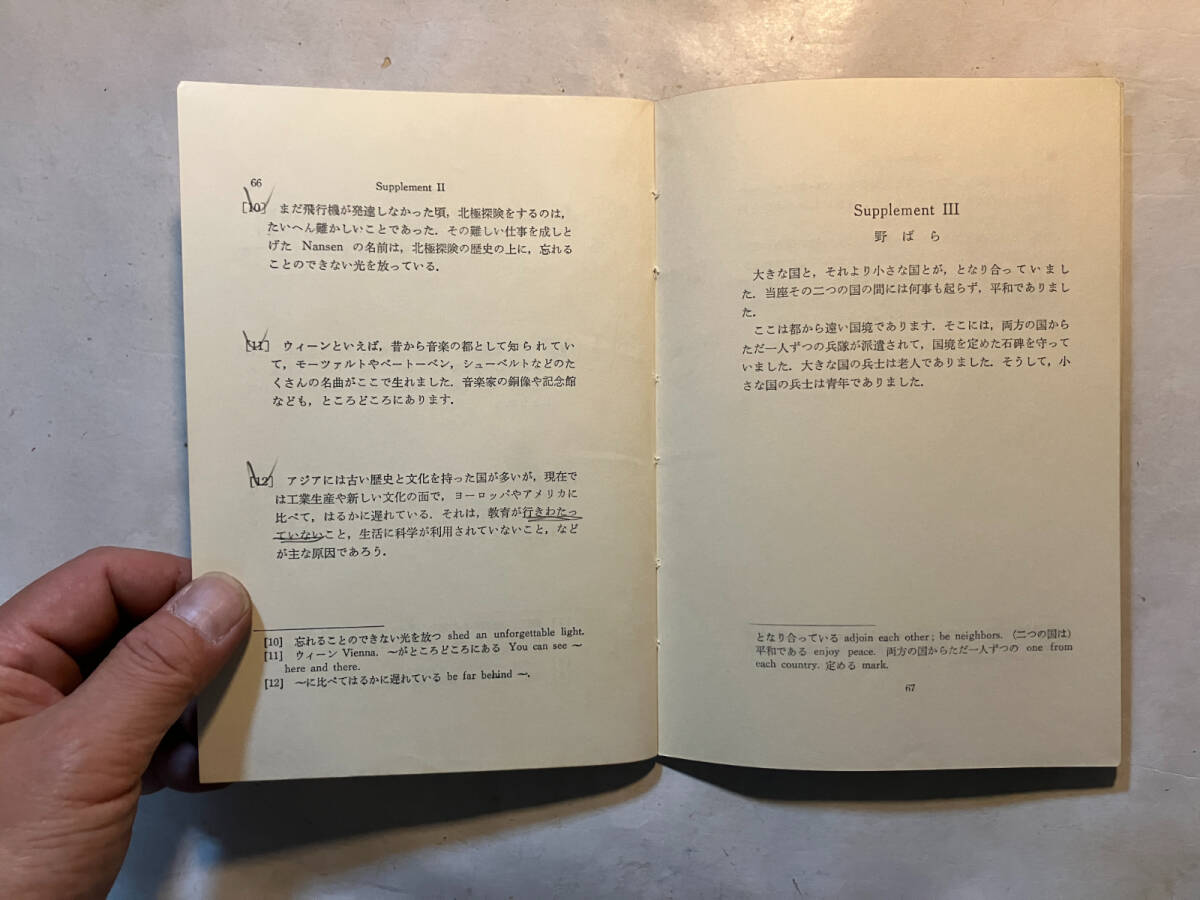 66
Supplement II
[10] まだ飛行機が発達しなかった頃，北極探険をするのは，
たいへん難かしいことであった．その難しい仕事を成しと
げた Nansen の名前は，北極探険の歴史の上に，忘れる
ことのできない光を放っている．
[11] ウィーンといえば，昔から音楽の都として知られてい
て，モーツァルトやベートーベン，シューベルトなどのた
くさんの名曲がここで生れました．音楽家の銅像や記念館
なども，ところどころにあります．
[12] アジアには古い歴史と文化を持った国が多いが，現在で
は工業生産や新しい文化の面で，ヨーロッパやアメリカに
比べて，はるかに遅れている．それは，教育が行きわたっ
ていないこと，生活に科学が利用されていないこと，など
が主な原因であろう．
[10] 忘れることのできない光を放つ shed an unforgettable light.
[11] ウィーン Vienna. 〜がところどころにある You can see 〜
here and there.
[12] 〜に比べてはるかに遅れている be far behind 〜.
Supplement III
野ばら
大きな国と，それより小さな国とが，となり合っていまし
た．当座その二つの国の間には何事も起らず，平和でありまし
た．
ここは都から遠い国境であります．そこには，両方の国から
ただ一人ずつの兵隊が派遣されて，国境を定めた石碑を守って
いました．大きな国の兵士は老人でありました．そうして，小
さな国の兵士は青年でありました．
となり合っている adjoin each other; be neighbors. （二つの国は）
平和である enjoy peace. 両方の国からただ一人ずつの one from
each country. 定める mark.
67